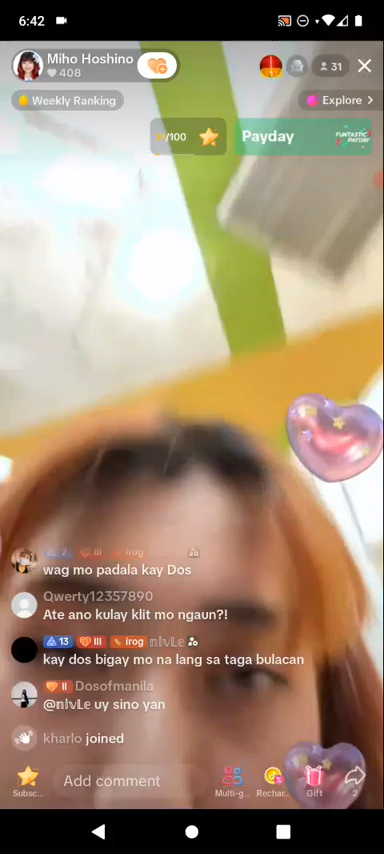 6:42
Miho Hoshino
408
31
Weekly Ranking
Explore
/100
Payday
FUNTASTIC PAYDAY
7 III irog
wag mo padala kay Dos
Qwerty12357890
Ate ano kulay klit mo ngaun?!
13 III irog 𝕟𝕚𝕧𝕃𝕖
kay dos bigay mo na lang sa taga bulacan
II Dosofmanila
@𝕟𝕚𝕧𝕃𝕖 uy sino yan
kharlo joined
Subsc...
Add comment
Multi-g...
Rechar...
Gift
2